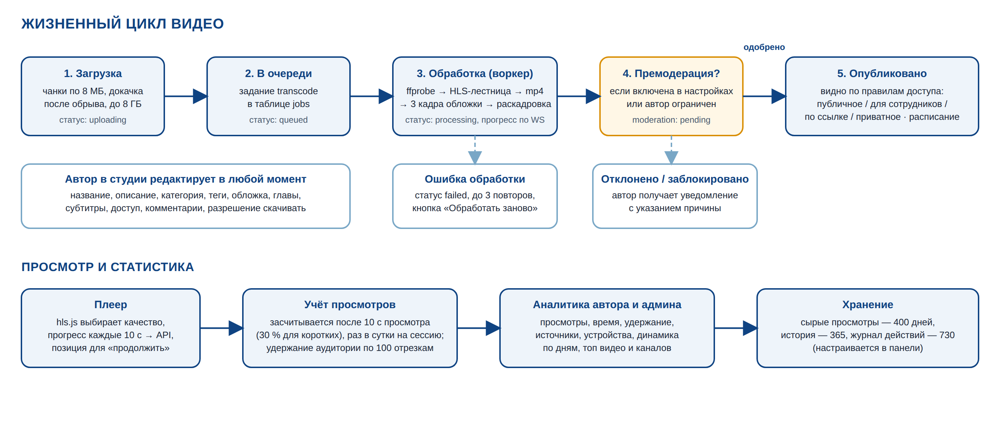 ЖИЗНЕННЫЙ ЦИКЛ ВИДЕО
одобрено
1. Загрузка
чанки по 8 МБ, докачка
после обрыва, до 8 ГБ
статус: uploading
2. В очереди
задание transcode
в таблице jobs
статус: queued
3. Обработка (воркер)
ffprobe → HLS-лестница → mp4
→ 3 кадра обложки → раскадровка
статус: processing, прогресс по WS
4. Премодерация?
если включена в настройках
или автор ограничен
moderation: pending
5. Опубликовано
видно по правилам доступа:
публичное / для сотрудников /
по ссылке / приватное · расписание
Автор в студии редактирует в любой момент
название, описание, категория, теги, обложка, главы,
субтитры, доступ, комментарии, разрешение скачивать
Ошибка обработки
статус failed, до 3 повторов,
кнопка «Обработать заново»
Отклонено / заблокировано
автор получает уведомление
с указанием причины
ПРОСМОТР И СТАТИСТИКА
Плеер
hls.js выбирает качество,
прогресс каждые 10 с → API,
позиция для «продолжить»
Учёт просмотров
засчитывается после 10 с просмотра
(30 % для коротких), раз в сутки на сессию;
удержание аудитории по 100 отрезкам
Аналитика автора и админа
просмотры, время, удержание,
источники, устройства, динамика
по дням, топ видео и каналов
Хранение
сырые просмотры — 400 дней,
история — 365, журнал действий — 730
(настраивается в панели)